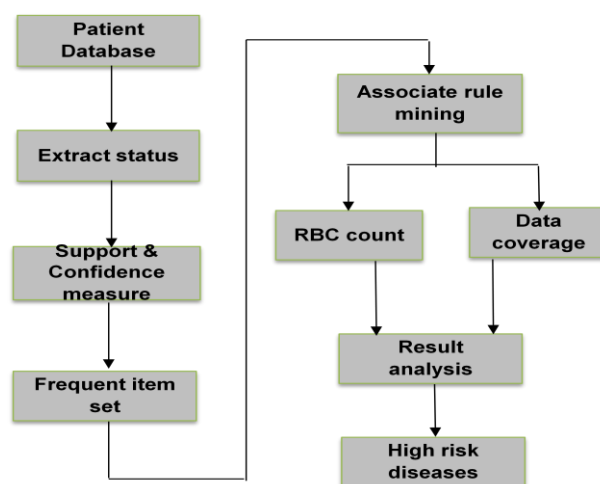 Patient
Database
Extract status
Support &
Confidence
measure
Frequent item
set
Associate rule
mining
RBC count
Data
coverage
Result
analysis
High risk
diseases